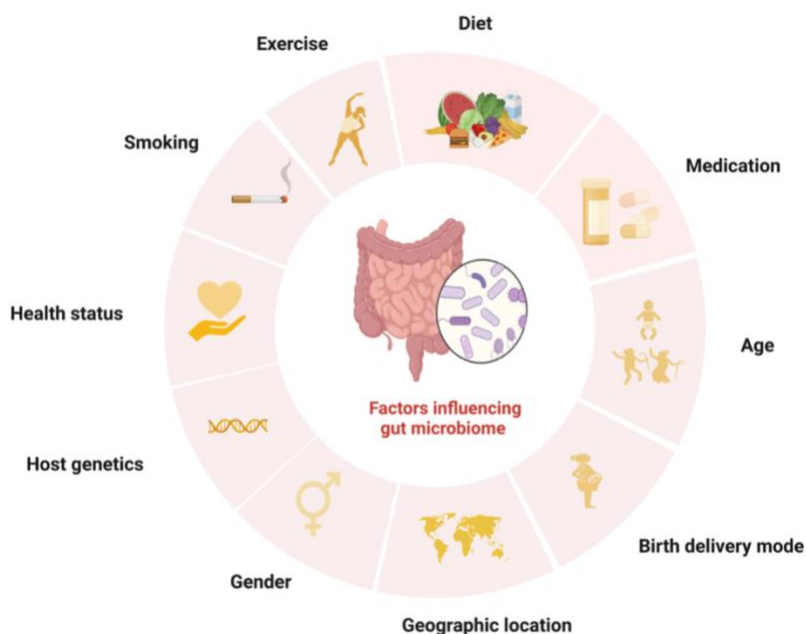 Diet
Exercise
Medication
Smoking
Health status
Age
Factors influencing
gut microbiome
Host genetics
Birth delivery mode
Gender
Geographic location